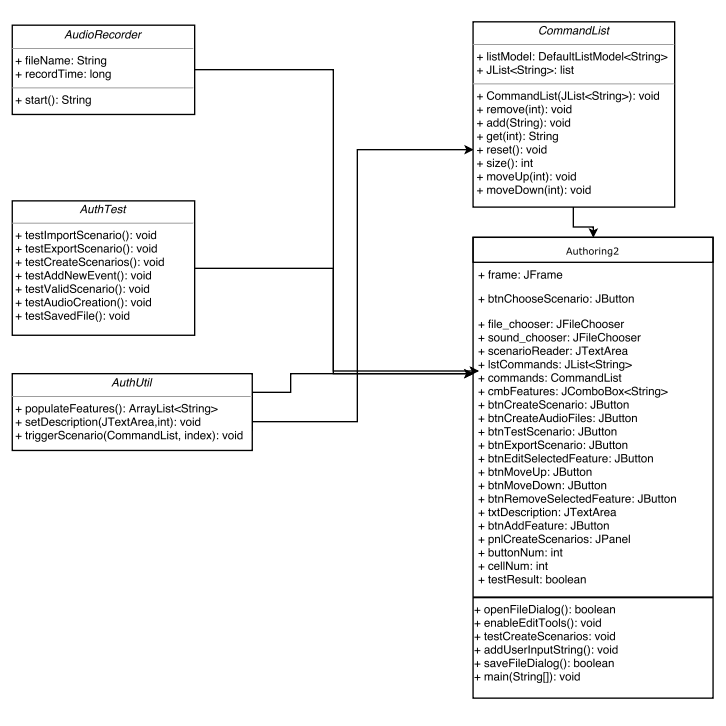 AudioRecorder
+ fileName: String
+ recordTime: long
+ start(): String
AuthTest
+ testImportScenario(): void
+ testExportScenario(): void
+ testCreateScenarios(): void
+ testAddNewEvent(): void
+ testValidScenario(): void
+ testAudioCreation(): void
+ testSavedFile(): void
AuthUtil
+ populateFeatures(): ArrayList<String>
+ setDescription(JTextArea,int): void
+ triggerScenario(CommandList, index): void
CommandList
+ listModel: DefaultListModel<String>
+ JList<String>: list
+ CommandList(JList<String>): void
+ remove(int): void
+ add(String): void
+ get(int): String
+ reset(): void
+ size(): int
+ moveUp(int): void
+ moveDown(int): void
Authoring2
+ frame: JFrame
+ btnChooseScenario: JButton
+ file_chooser: JFileChooser
+ sound_chooser: JFileChooser
+ scenarioReader: JTextArea
+ lstCommands: JList<String>
+ commands: CommandList
+ cmbFeatures: JComboBox<String>
+ btnCreateScenario: JButton
+ btnCreateAudioFiles: JButton
+ btnTestScenario: JButton
+ btnExportScenario: JButton
+ btnEditSelectedFeature: JButton
+ btnMoveUp: JButton
+ btnMoveDown: JButton
+ btnRemoveSelectedFeature: JButton
+ txtDescription: JTextArea
+ btnAddFeature: JButton
+ pnlCreateScenarios: JPanel
+ buttonNum: int
+ cellNum: int
+ testResult: boolean
+ openFileDialog(): boolean
+ enableEditTools(): void
+ testCreateScenarios: void
+ addUserInputString(): void
+ saveFileDialog(): boolean
+ main(String[]): void